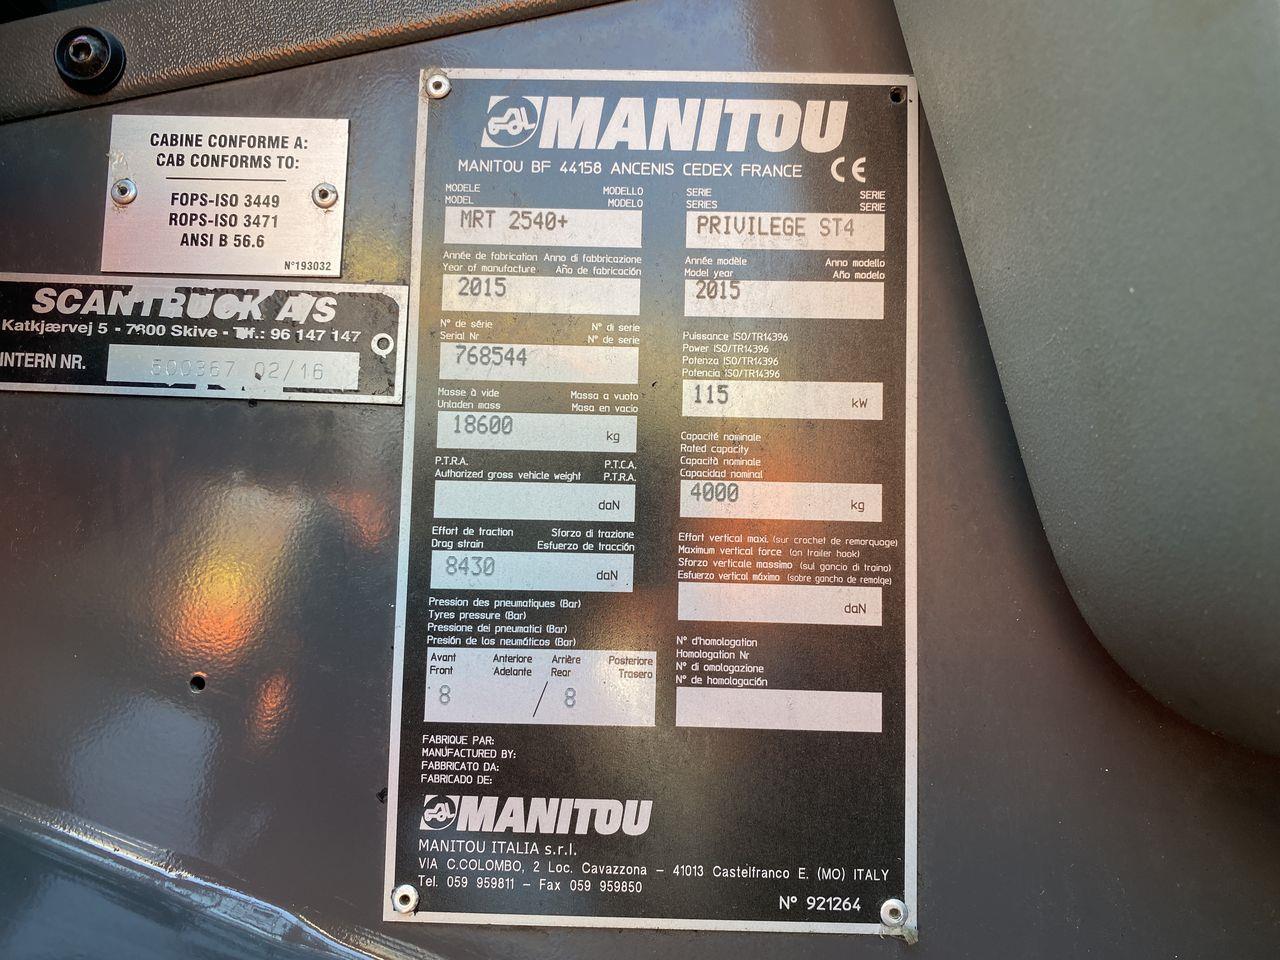 CABINE CONFORME A:
CAB CONFORMS TO:
FOPS-ISO 3449
ROPS-ISO 3471
ANSI B 56.6
N°193032
SCANTRUCK A/S
Katkjærvej 5 - 7800 Skive - Tlf.: 96 147 147
INTERN NR. 500367 02/16
MANITOU
MANITOU BF 44158 ANCENIS CEDEX FRANCE CE
MODELE MODELLO
MODEL MODELO
MRT 2540+
SERIE SERIE
SERIES SERIE
PRIVILEGE ST4
Année de fabrication Anno di fabbricazione
Year of manufacture Año de fabricación
2015
Année modèle Anno modello
Model year Año modelo
2015
N° de série N° di serie
Serial Nr N° de serie
768544
Puissance ISO/TR14396
Power ISO/TR14396
Potenza ISO/TR14396
Potencia ISO/TR14396
115 kW
Masse à vide Massa a vuoto
Unladen mass Masa en vacio
18600 kg
Capacité nominale
Rated capacity
Capacità nominale
Capacidad nominal
4000 kg
P.T.R.A. P.T.C.A.
Authorized gross vehicle weight P.T.R.A.
daN
Effort de traction Sforzo di trazione
Drag strain Esfuerzo de tracción
8430 daN
Effort vertical maxi. (sur crochet de remorquage)
Maximum vertical force (on trailer hook)
Sforzo verticale massimo (sul gancio di traino)
Esfuerzo vertical máximo (sobre gancho de remolqe)
daN
Pression des pneumatiques (Bar)
Tyres pressure (Bar)
Pressione dei pneumatici (Bar)
Presión de los neumáticos (Bar)
Avant Anteriore Arrière Posteriore
Front Adelante Rear Trasero
8 / 8
N° d'homologation
Homologation Nr
N° di omologazione
N° de homologación
FABRIQUE PAR:
MANUFACTURED BY:
FABBRICATO DA:
FABRICADO DE:
MANITOU
MANITOU ITALIA s.r.l.
VIA C.COLOMBO, 2 Loc. Cavazzona - 41013 Castelfranco E. (MO) ITALY
Tel. 059 959811 - Fax 059 959850
N° 921264